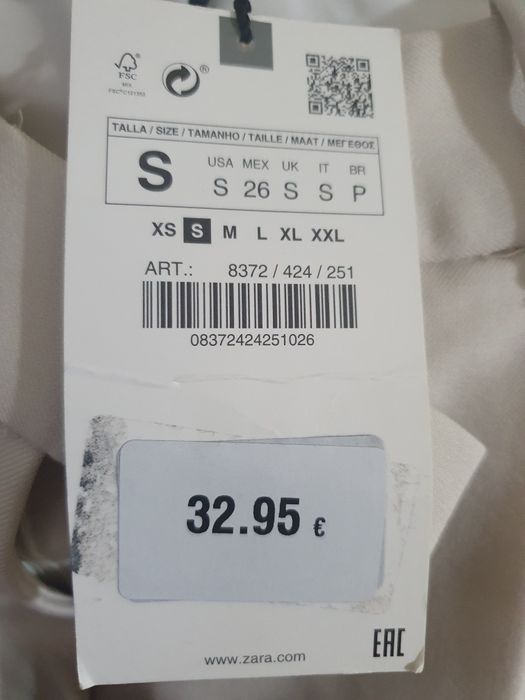 FSC
MIX
®
TALLA / SIZE / TAMANHO / TAILLE / MAAT / ΜΕΓΕΘΟΣ
S
USA MEX UK IT BR
S 26 S S P
XS S M L XL XXL
ART.: 8372 / 424 / 251
08372424251026
32.95 €
www.zara.com
EAC